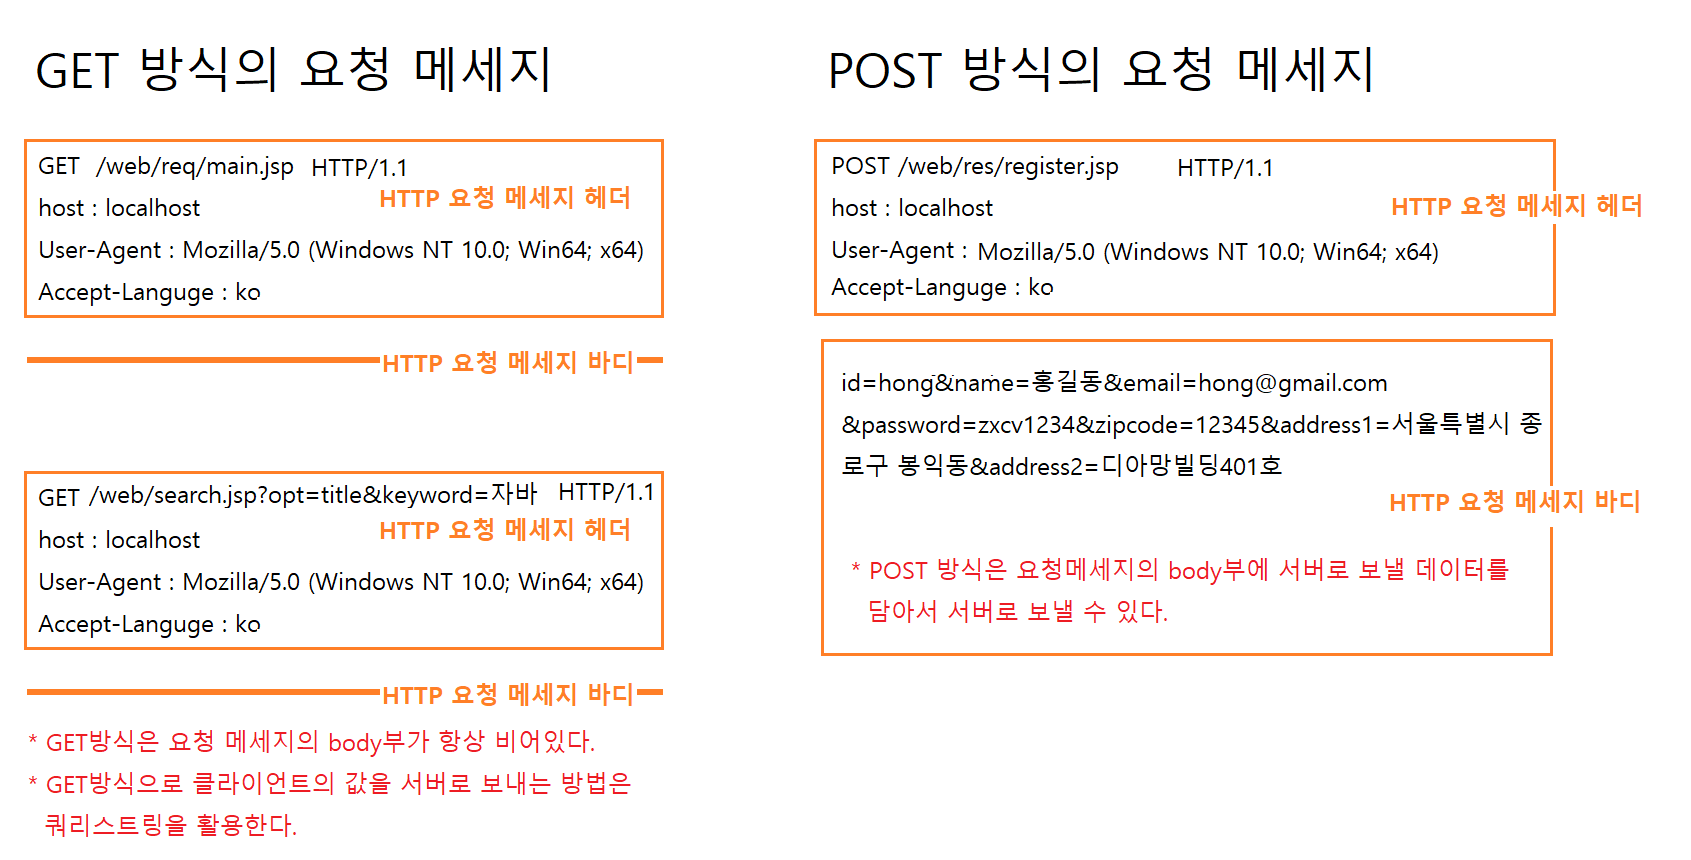 GET 방식의 요청 메세지
GET /web/req/main.jsp HTTP/1.1
HTTP 요청 메세지 헤더
host : localhost
User-Agent : Mozilla/5.0 (Windows NT 10.0; Win64; x64)
Accept-Languge : ko
HTTP 요청 메세지 바디
GET /web/search.jsp?opt=title&keyword=자바 HTTP/1.1
HTTP 요청 메세지 헤더
host : localhost
User-Agent : Mozilla/5.0 (Windows NT 10.0; Win64; x64)
Accept-Languge : ko
HTTP 요청 메세지 바디
* GET방식은 요청 메세지의 body부가 항상 비어있다.
* GET방식으로 클라이언트의 값을 서버로 보내는 방법은
쿼리스트링을 활용한다.
POST 방식의 요청 메세지
POST /web/res/register.jsp HTTP/1.1
HTTP 요청 메세지 헤더
host : localhost
User-Agent : Mozilla/5.0 (Windows NT 10.0; Win64; x64)
Accept-Languge : ko
id=hong&name=홍길동&email=hong@gmail.com
&password=zxcv1234&zipcode=12345&address1=서울특별시 종
로구 봉익동&address2=디아망빌딩401호
HTTP 요청 메세지 바디
* POST 방식은 요청메세지의 body부에 서버로 보낼 데이터를
담아서 서버로 보낼 수 있다.